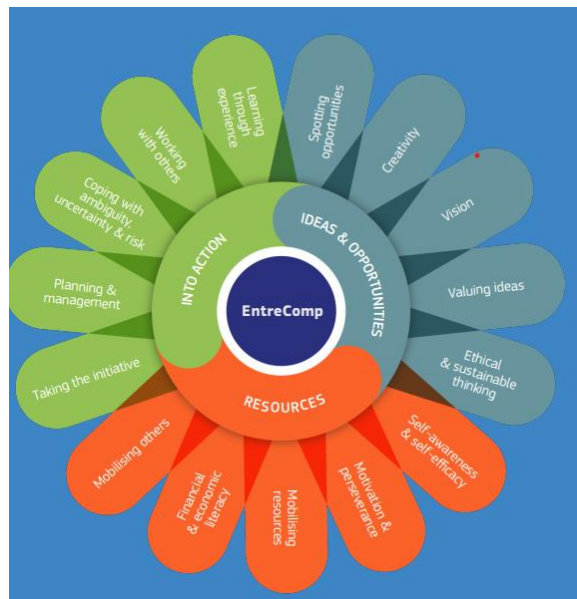 EntreComp
IDEAS & OPPORTUNITIES
Spotting
opportunities
Creativity
Vision
Valuing ideas
Ethical
& sustainable
thinking
RESOURCES
Self-awareness
& self-efficacy
Motivation &
perseverance
Mobilising
resources
Financial
& economic
literacy
Mobilising others
INTO ACTION
Taking the initiative
Planning &
management
Coping with
ambiguity,
uncertainty & risk
Working
with others
Learning
through
experience